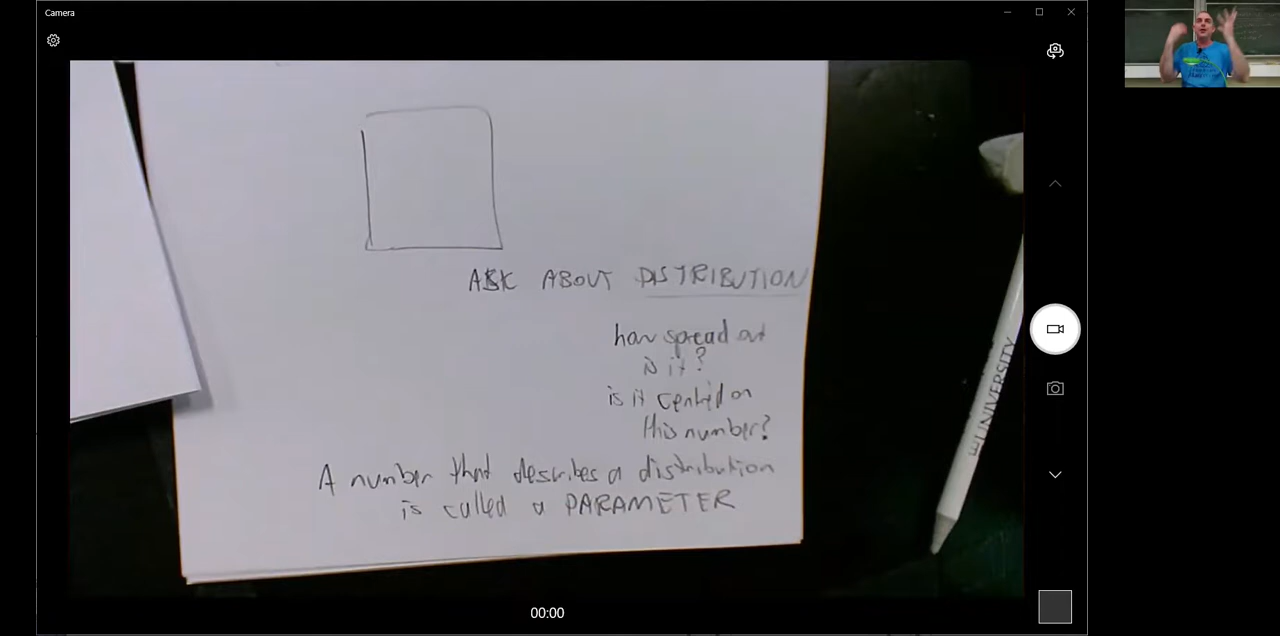 Camera
ASK ABOUT DISTRIBUTION
how spread out
is it?
is it centred on
this number?
A number that describes a distribution
is called a PARAMETER
UNIVERSITY
00:00